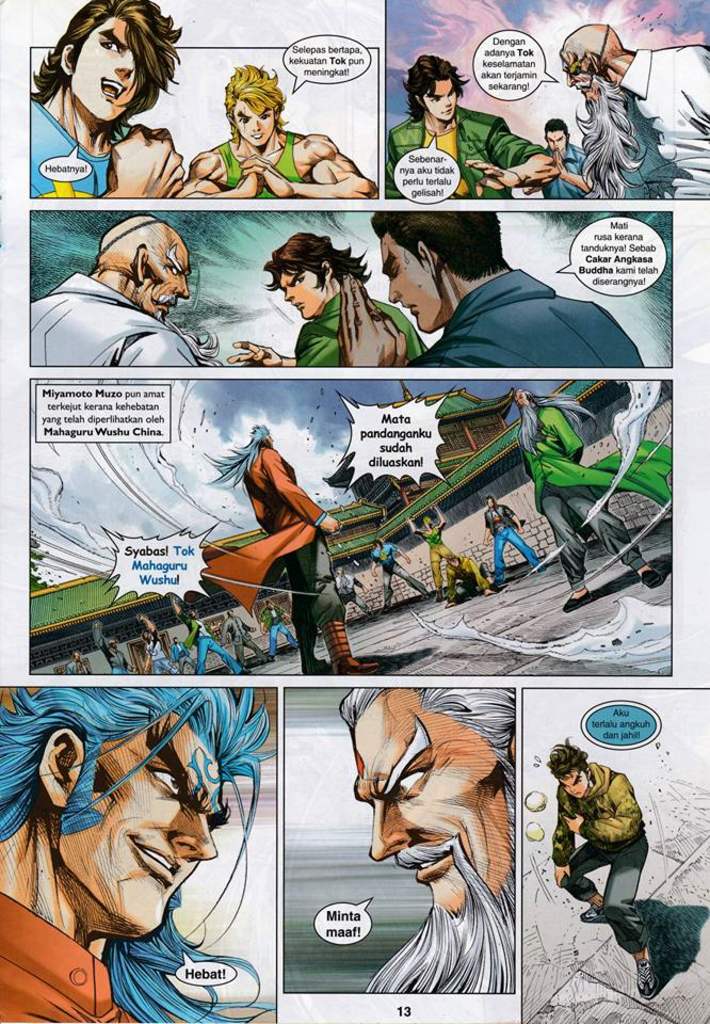 Selepas bertapa,
kekuatan Tok pun
meningkat!
Hebatnya!
Dengan
adanya Tok
keselamatan
akan terjamin
sekarang!
Sebenar-
nya aku tidak
perlu terlalu
gelisah!
Mati
rusa kerana
tanduknya! Sebab
Cakar Angkasa
Buddha kami telah
diserangnya!
Miyamoto Muzo pun amat
terkejut kerana kehebatan
yang telah diperlihatkan oleh
Mahaguru Wushu China.
Mata
pandanganku
sudah
diluaskan!
Syabas! Tok
Mahaguru
Wushu!
Hebat!
Minta
maaf!
Aku
terlalu angkuh
dan jahil!
13